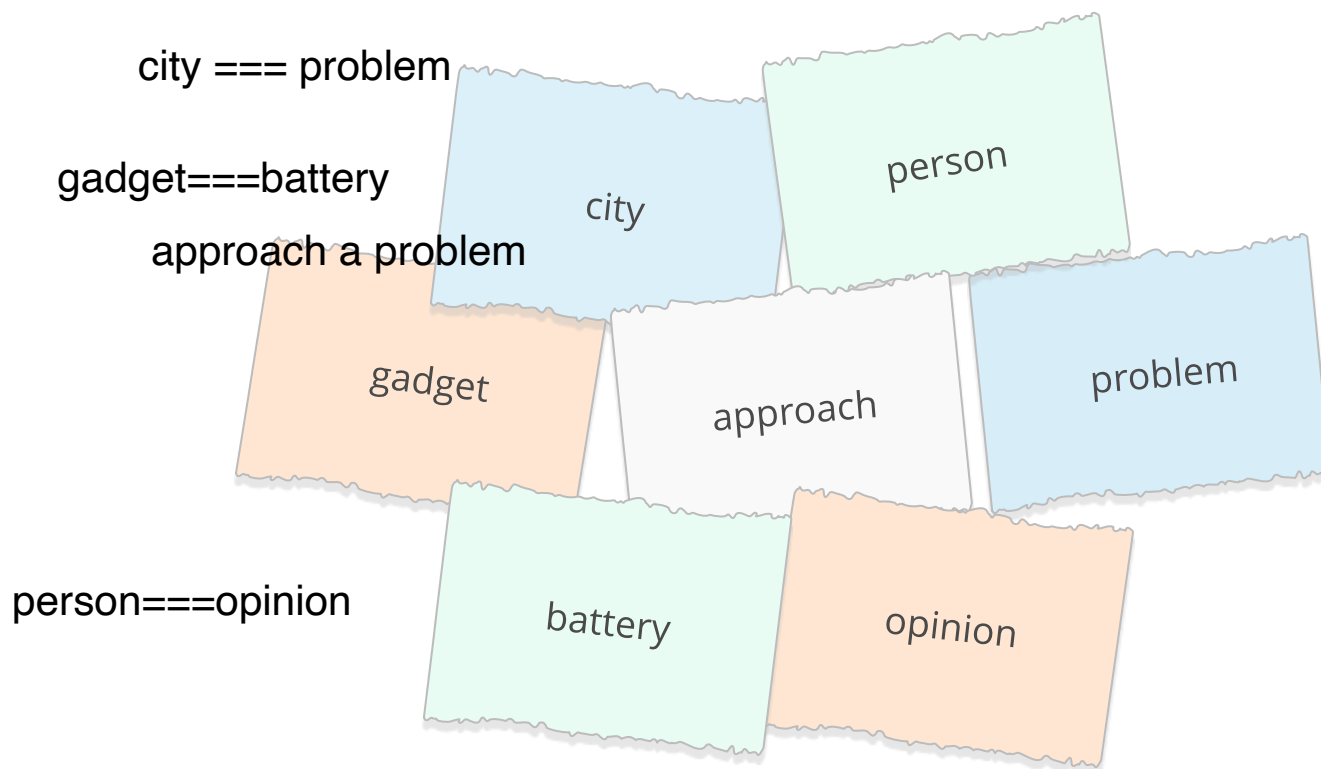 city === problem
person
gadget===battery
city
approach a problem
gadget
approach
problem
person===opinion
battery
opinion